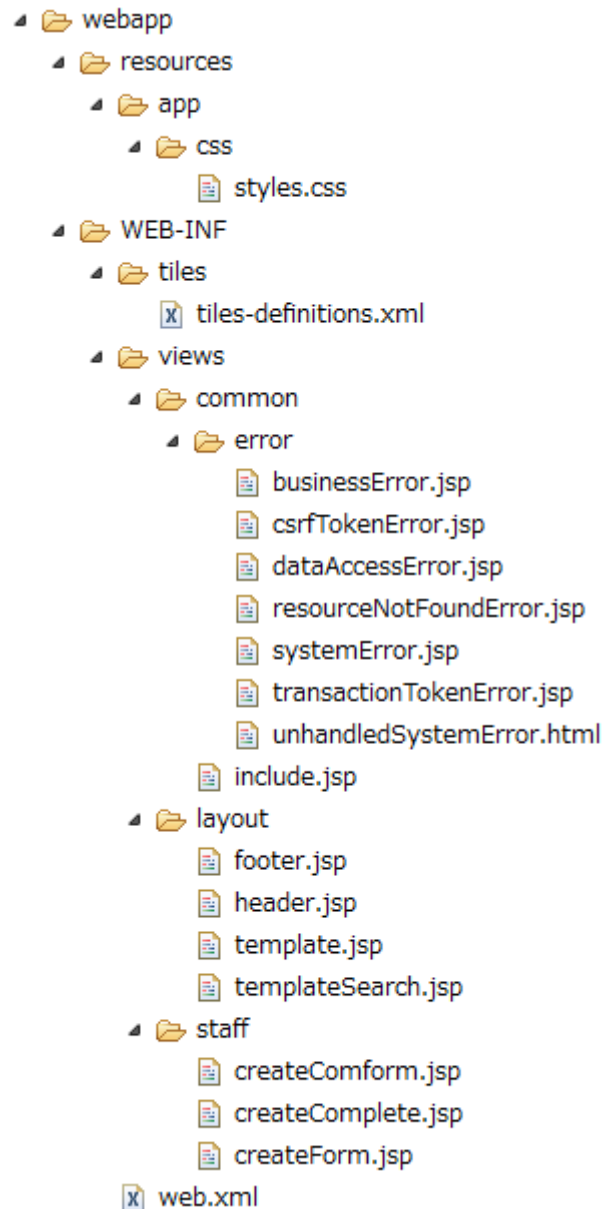 webapp
resources
app
css
styles.css
WEB-INF
tiles
tiles-definitions.xml
views
common
error
businessError.jsp
csrfTokenError.jsp
dataAccessError.jsp
resourceNotFoundError.jsp
systemError.jsp
transactionTokenError.jsp
unhandledSystemError.html
include.jsp
layout
footer.jsp
header.jsp
template.jsp
templateSearch.jsp
staff
createComform.jsp
createComplete.jsp
createForm.jsp
web.xml